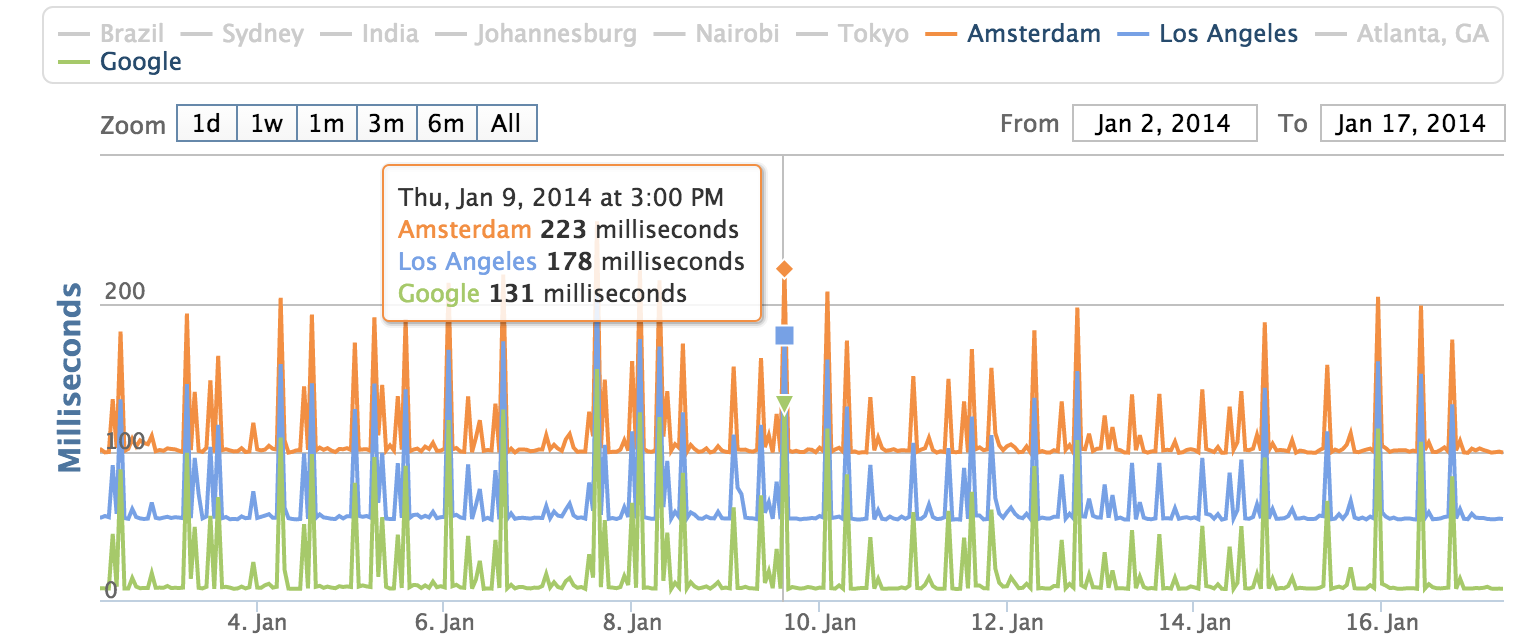 Brazil Sydney India Johannesburg Nairobi Tokyo Amsterdam Los Angeles Atlanta, GA
Google
Zoom 1d 1w 1m 3m 6m All From Jan 2, 2014 To Jan 17, 2014
Thu, Jan 9, 2014 at 3:00 PM
Amsterdam 223 milliseconds
Los Angeles 178 milliseconds
Google 131 milliseconds
Milliseconds
200
100
0
4. Jan 6. Jan 8. Jan 10. Jan 12. Jan 14. Jan 16. Jan